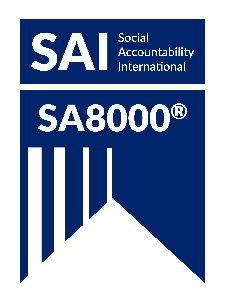 SAI
Social
Accountability
International
SA8000®